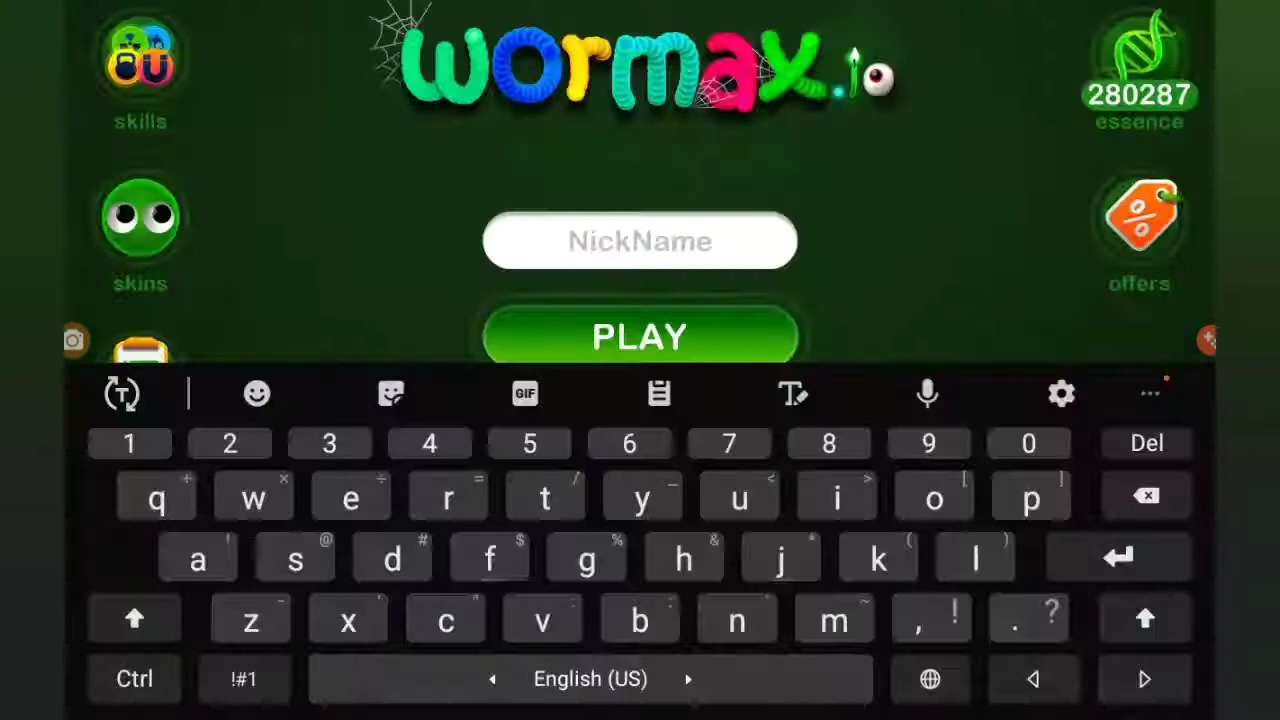 wormax.io
280287
skills
essence
NickName
skins
offers
PLAY
GIF
1 2 3 4 5 6 7 8 9 0 Del
q + w × e ÷ r = t / y _ u < i > o [ p ]
a ! s @ d # f $ g % h & j * k ( l )
z - x ' c " v : b ; n ' m ~ , ! . ?
Ctrl !#1 English (US)